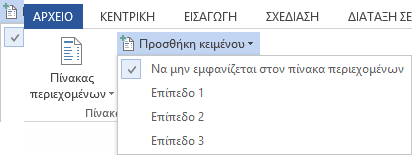 ΑΡΧΕΙΟ ΚΕΝΤΡΙΚΗ ΕΙΣΑΓΩΓΗ ΣΧΕΔΙΑΣΗ ΔΙΑΤΑΞΗ ΣΕ
Προσθήκη κειμένου
Πίνακας
περιεχομένων
Πίνακα
Να μην εμφανίζεται στον πίνακα περιεχομένων
Επίπεδο 1
Επίπεδο 2
Επίπεδο 3